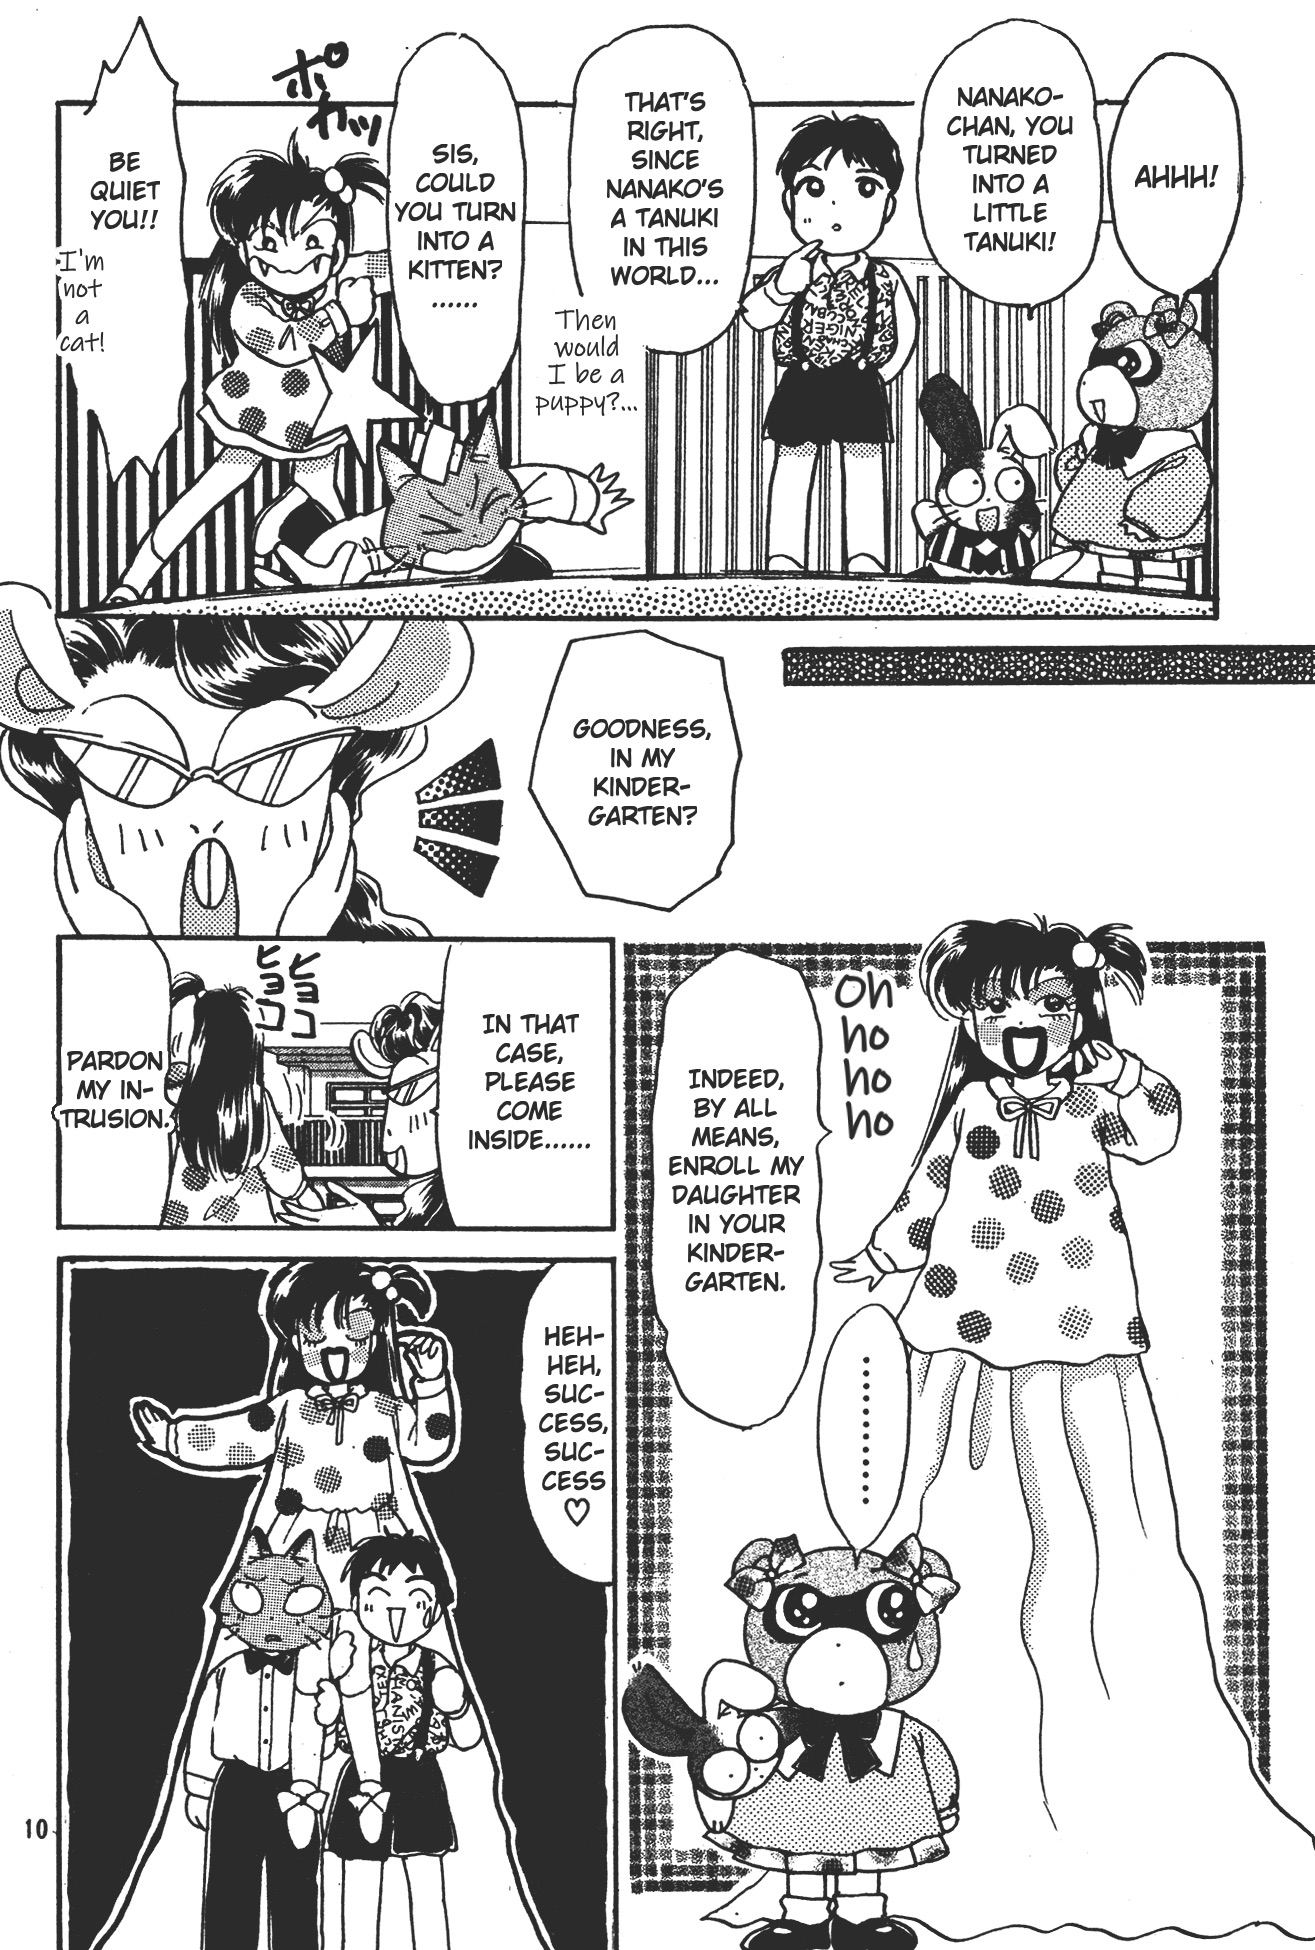 AHHH!
NANAKO-
CHAN, YOU
TURNED
INTO A
LITTLE
TANUKI!
THAT'S
RIGHT,
SINCE
NANAKO'S
A TANUKI
IN THIS
WORLD...
Then
would
I be a
puppy?...
SIS,
COULD
YOU TURN
INTO A
KITTEN?
......
ポカッ
BE
QUIET
YOU!!
I'm
not
a
cat!
GOODNESS,
IN MY
KINDER-
GARTEN?
Oh
ho
ho
ho
INDEED,
BY ALL
MEANS,
ENROLL MY
DAUGHTER
IN YOUR
KINDER-
GARTEN.
..........
IN THAT
CASE,
PLEASE
COME
INSIDE......
ヒョコ
ヒョコ
PARDON
MY IN-
TRUSION.
HEH-
HEH,
SUC-
CESS,
SUC-
CESS
♡
10